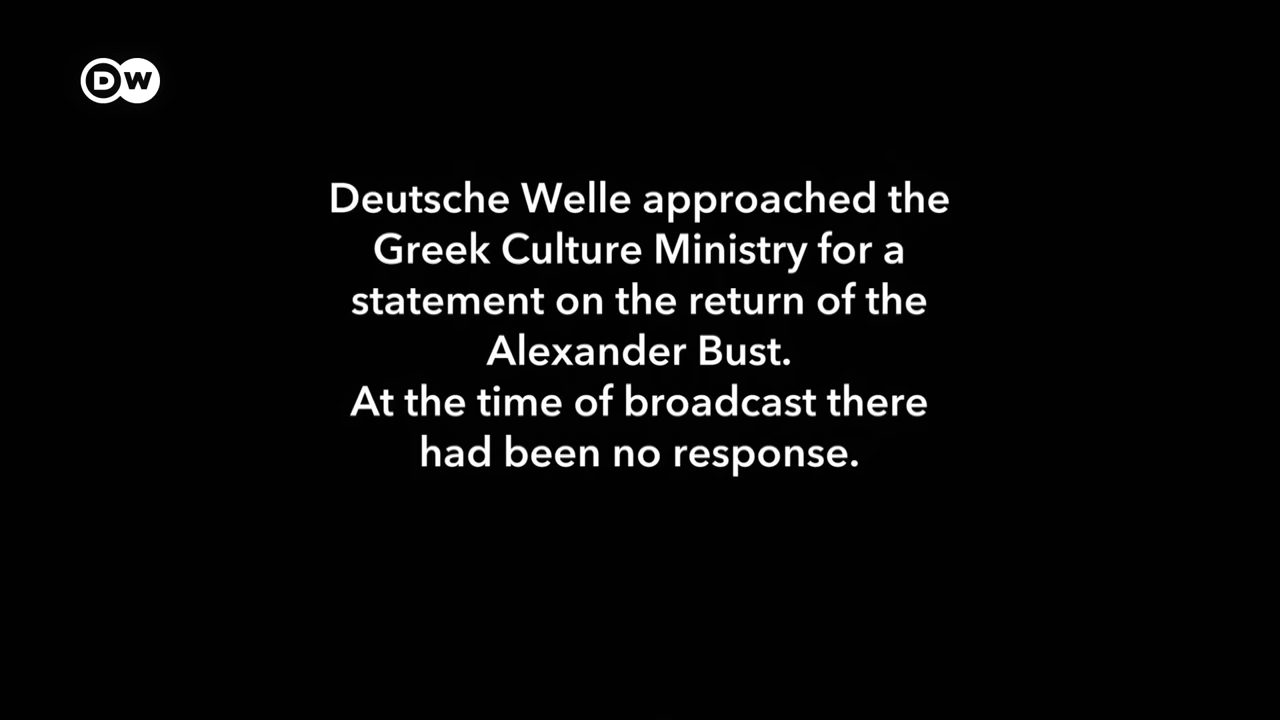 DW
Deutsche Welle approached the
Greek Culture Ministry for a
statement on the return of the
Alexander Bust.
At the time of broadcast there
had been no response.